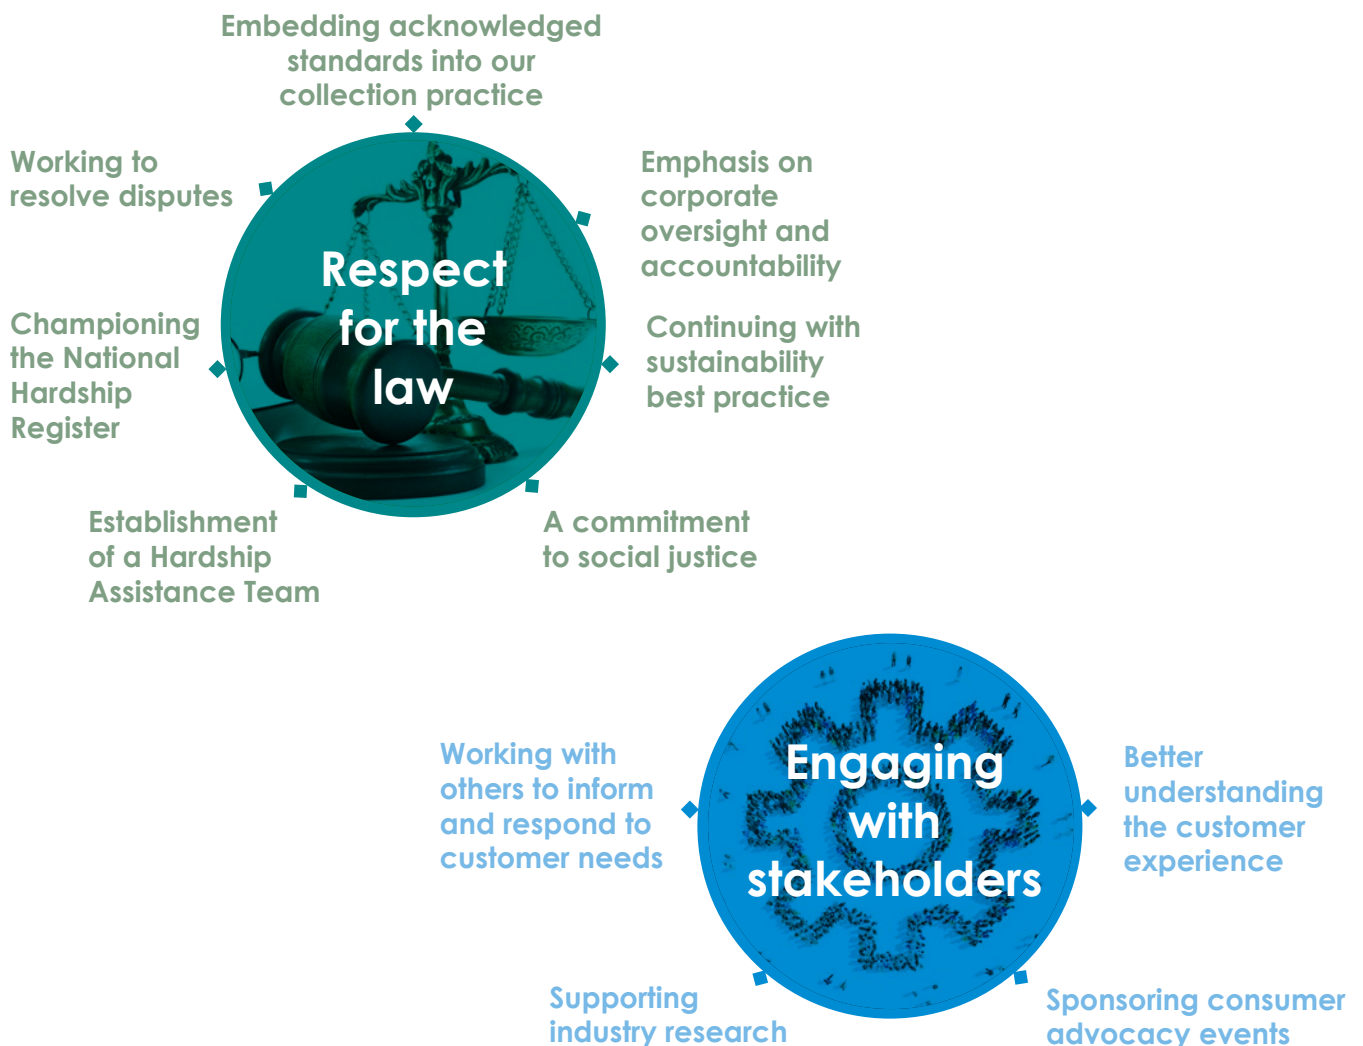 Embedding acknowledged
standards into our
collection practice
Working to
resolve disputes
Emphasis on
corporate
oversight and
accountability
Respect
for the
law
Championing
the National
Hardship
Register
Continuing with
sustainability
best practice
Establishment
of a Hardship
Assistance Team
A commitment
to social justice
Working with
others to inform
and respond to
customer needs
Engaging
with
stakeholders
Better
understanding
the customer
experience
Supporting
industry research
Sponsoring consumer
advocacy events